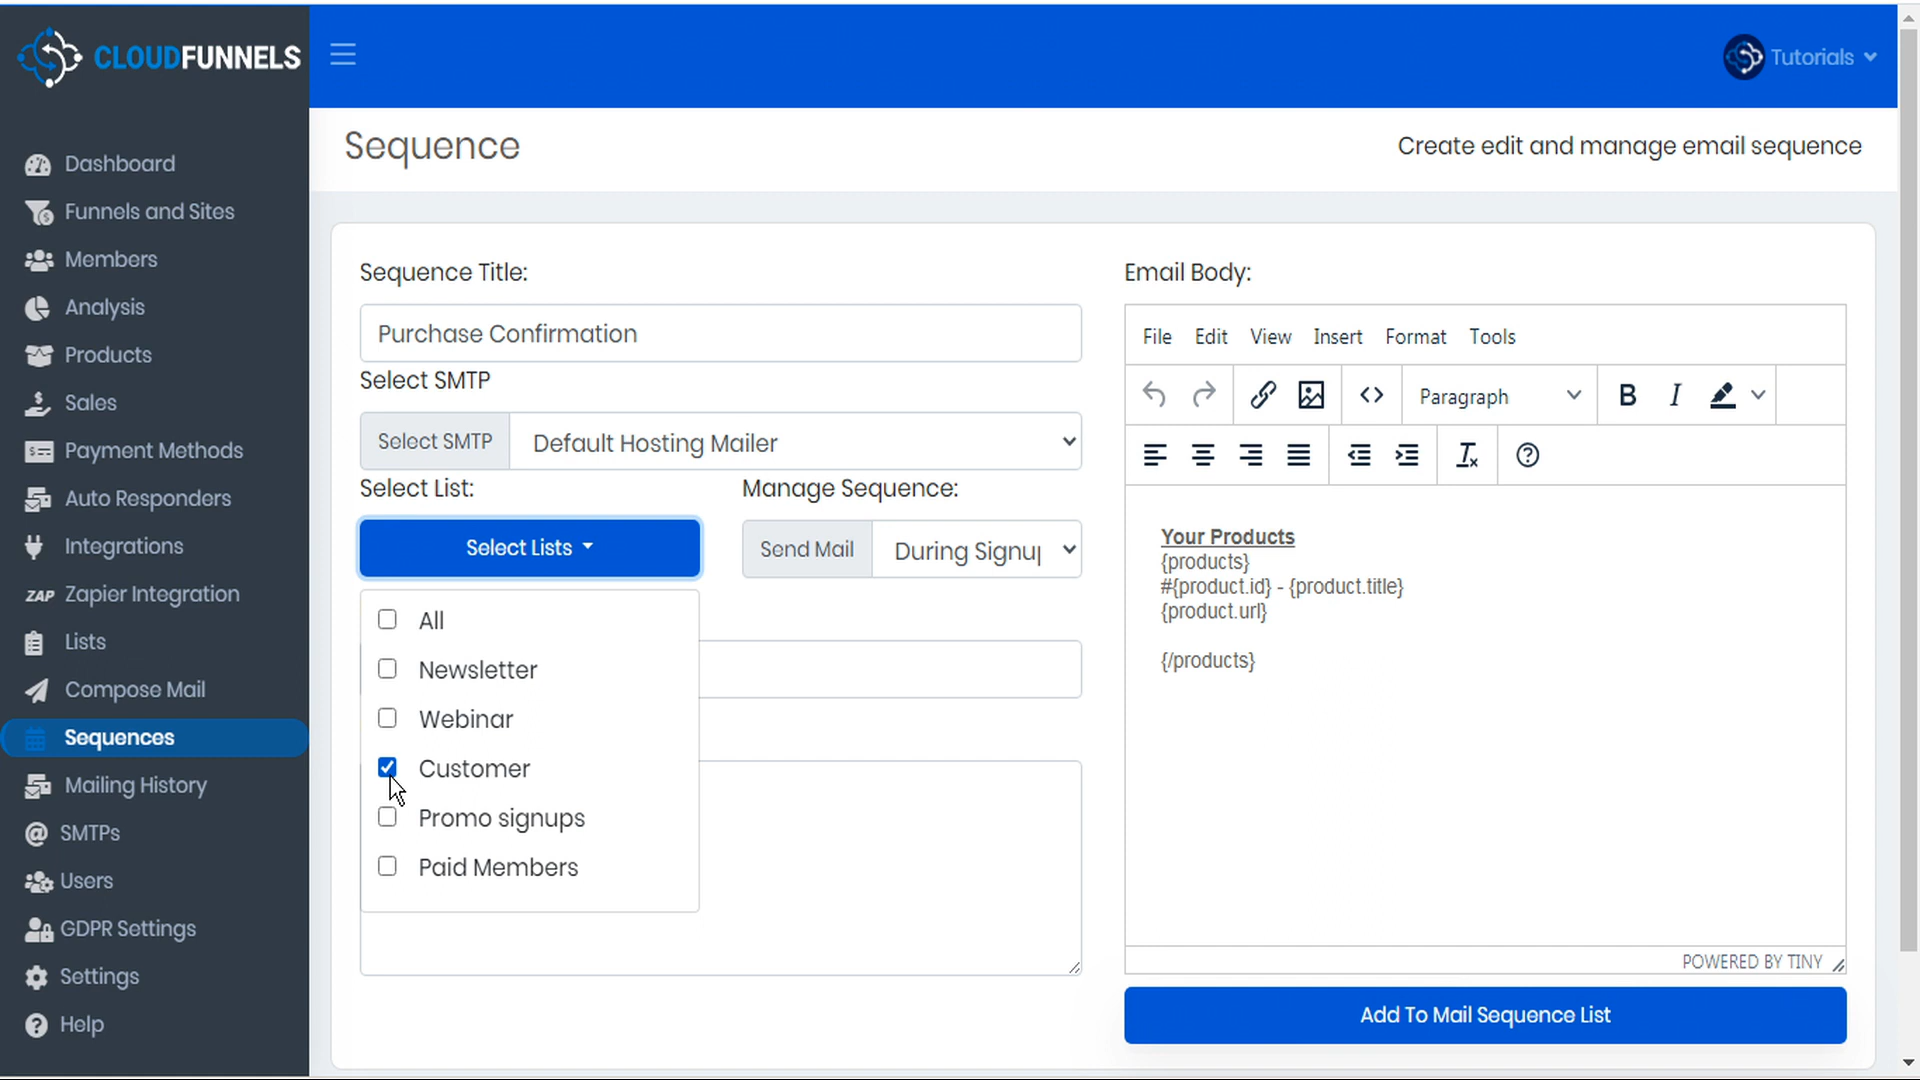 CLOUDFUNNELS
Tutorials
Dashboard
Funnels and Sites
Members
Analysis
Products
Sales
Payment Methods
Auto Responders
Integrations
ZAP Zapier Integration
Lists
Compose Mail
Sequences
Mailing History
SMTPs
Users
GDPR Settings
Settings
Help
Sequence
Create edit and manage email sequence
Sequence Title:
Purchase Confirmation
Select SMTP
Select SMTP
Default Hosting Mailer
Select List:
Manage Sequence:
Select Lists
Send Mail
During Signup
All
Newsletter
Webinar
Customer
Promo signups
Paid Members
Email Body:
File Edit View Insert Format Tools
Paragraph
B I
Your Products
{products}
#{product.id} - {product.title}
{product.url}
{/products}
POWERED BY TINY
Add To Mail Sequence List